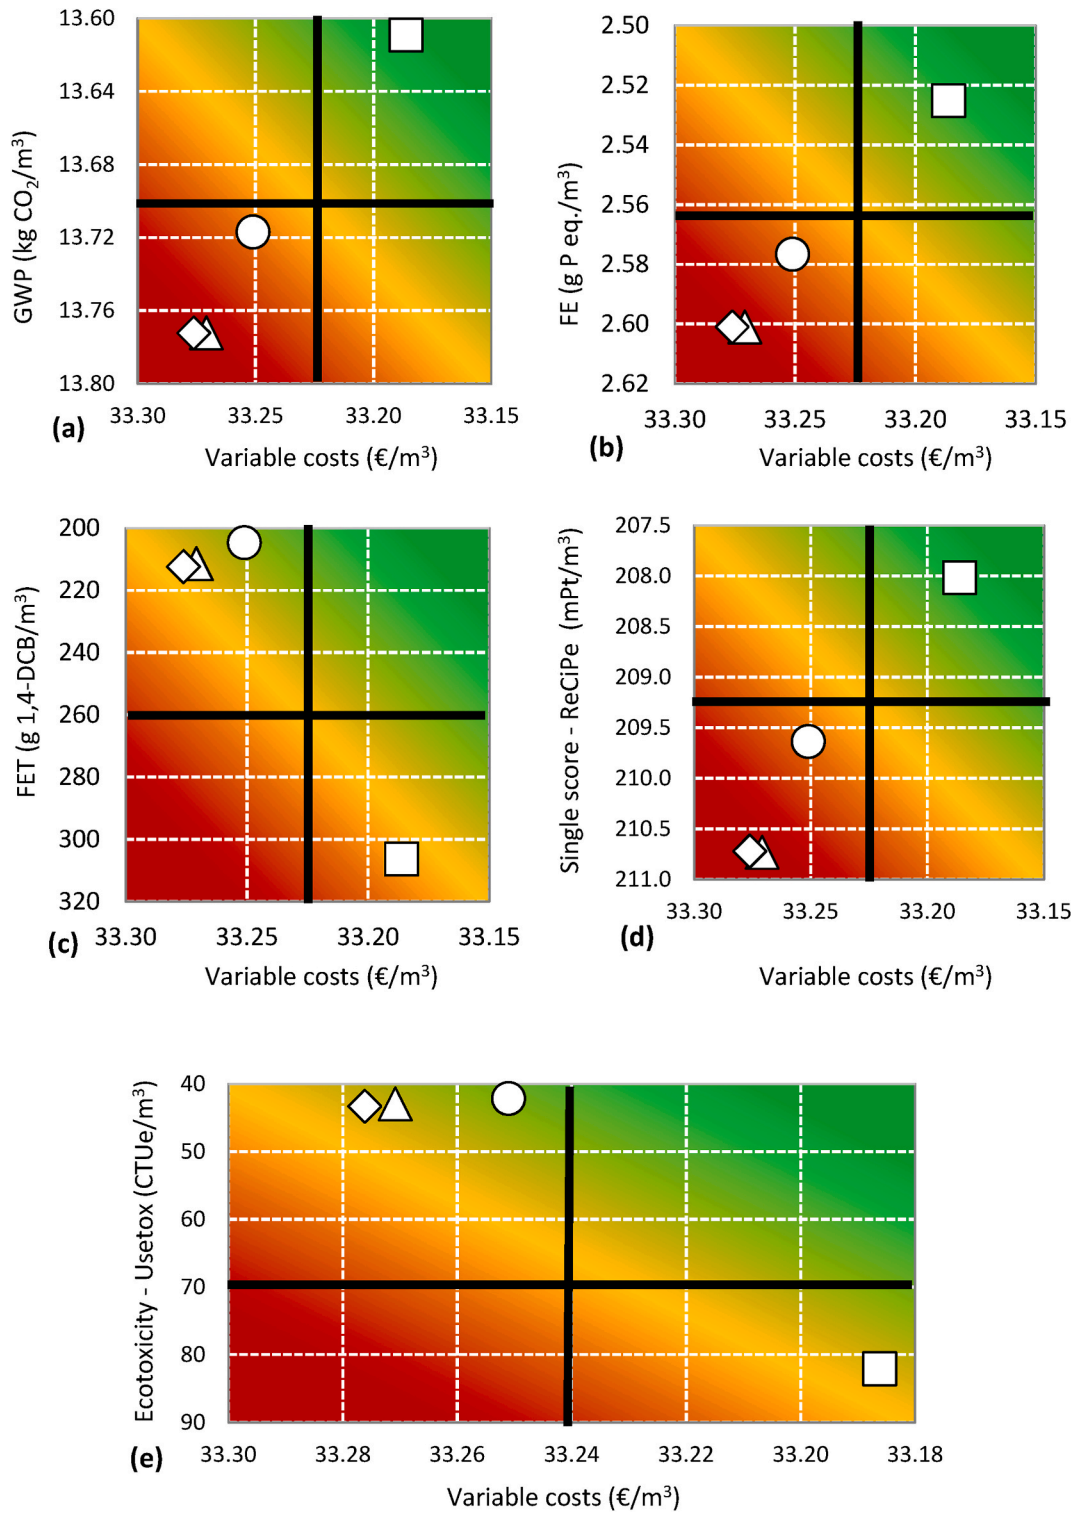 13.60
13.64
13.68
13.72
13.76
13.80
GWP (kg CO₂/m³)
33.30 33.25 33.20 33.15
(a)
Variable costs (€/m³)
2.50
2.52
2.54
2.56
2.58
2.60
2.62
FE (g P eq./m³)
33.30 33.25 33.20 33.15
(b)
Variable costs (€/m³)
200
220
240
260
280
300
320
FET (g 1,4-DCB/m³)
(c) 33.30 33.25 33.20 33.15
Variable costs (€/m³)
207.5
208.0
208.5
209.0
209.5
210.0
210.5
211.0
Single score - ReCiPe (mPt/m³)
33.30 33.25 33.20 33.15
(d)
Variable costs (€/m³)
40
50
60
70
80
90
Ecotoxicity - Usetox (CTUe/m³)
33.30 33.28 33.26 33.24 33.22 33.20 33.18
(e)
Variable costs (€/m³)